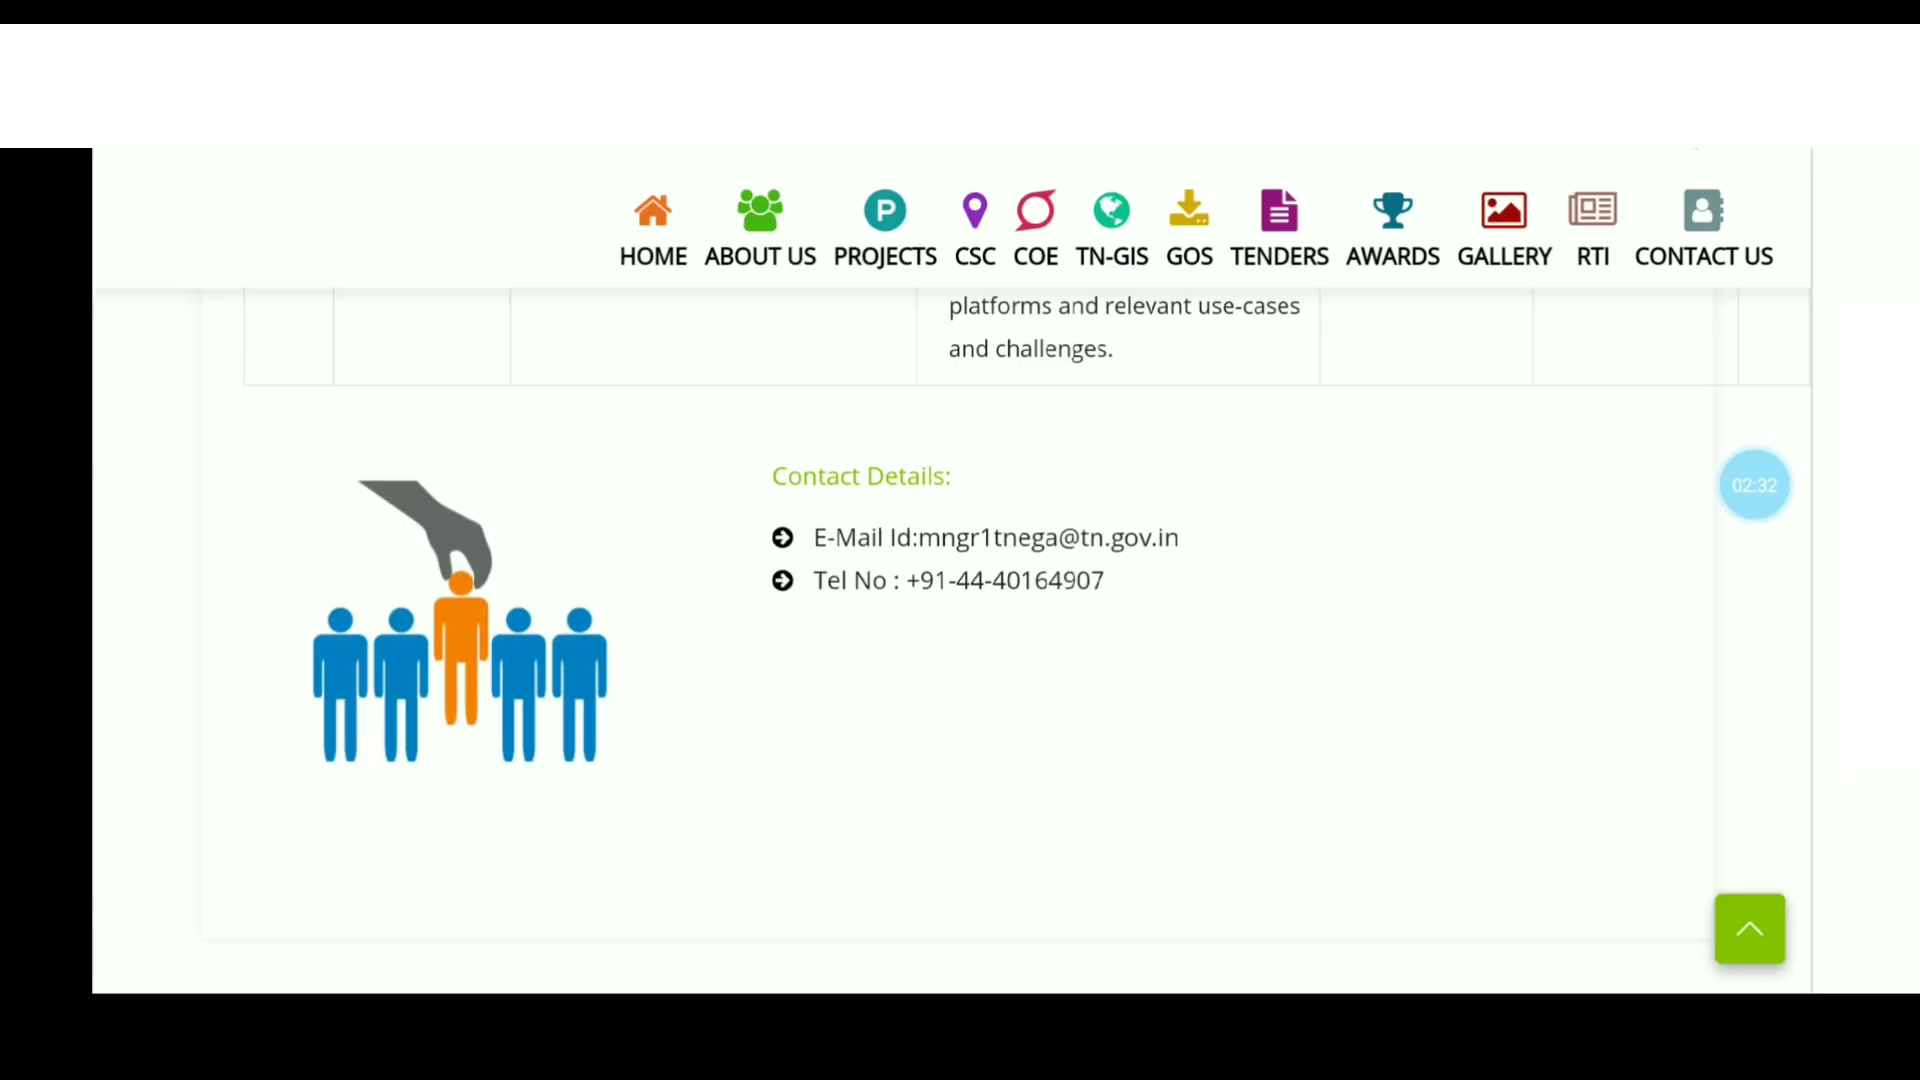 HOME ABOUT US PROJECTS CSC COE TN-GIS GOS TENDERS AWARDS GALLERY RTI CONTACT US
platforms and relevant use-cases
and challenges.
Contact Details:
E-Mail Id:mngr1tnega@tn.gov.in
Tel No : +91-44-40164907
02:32